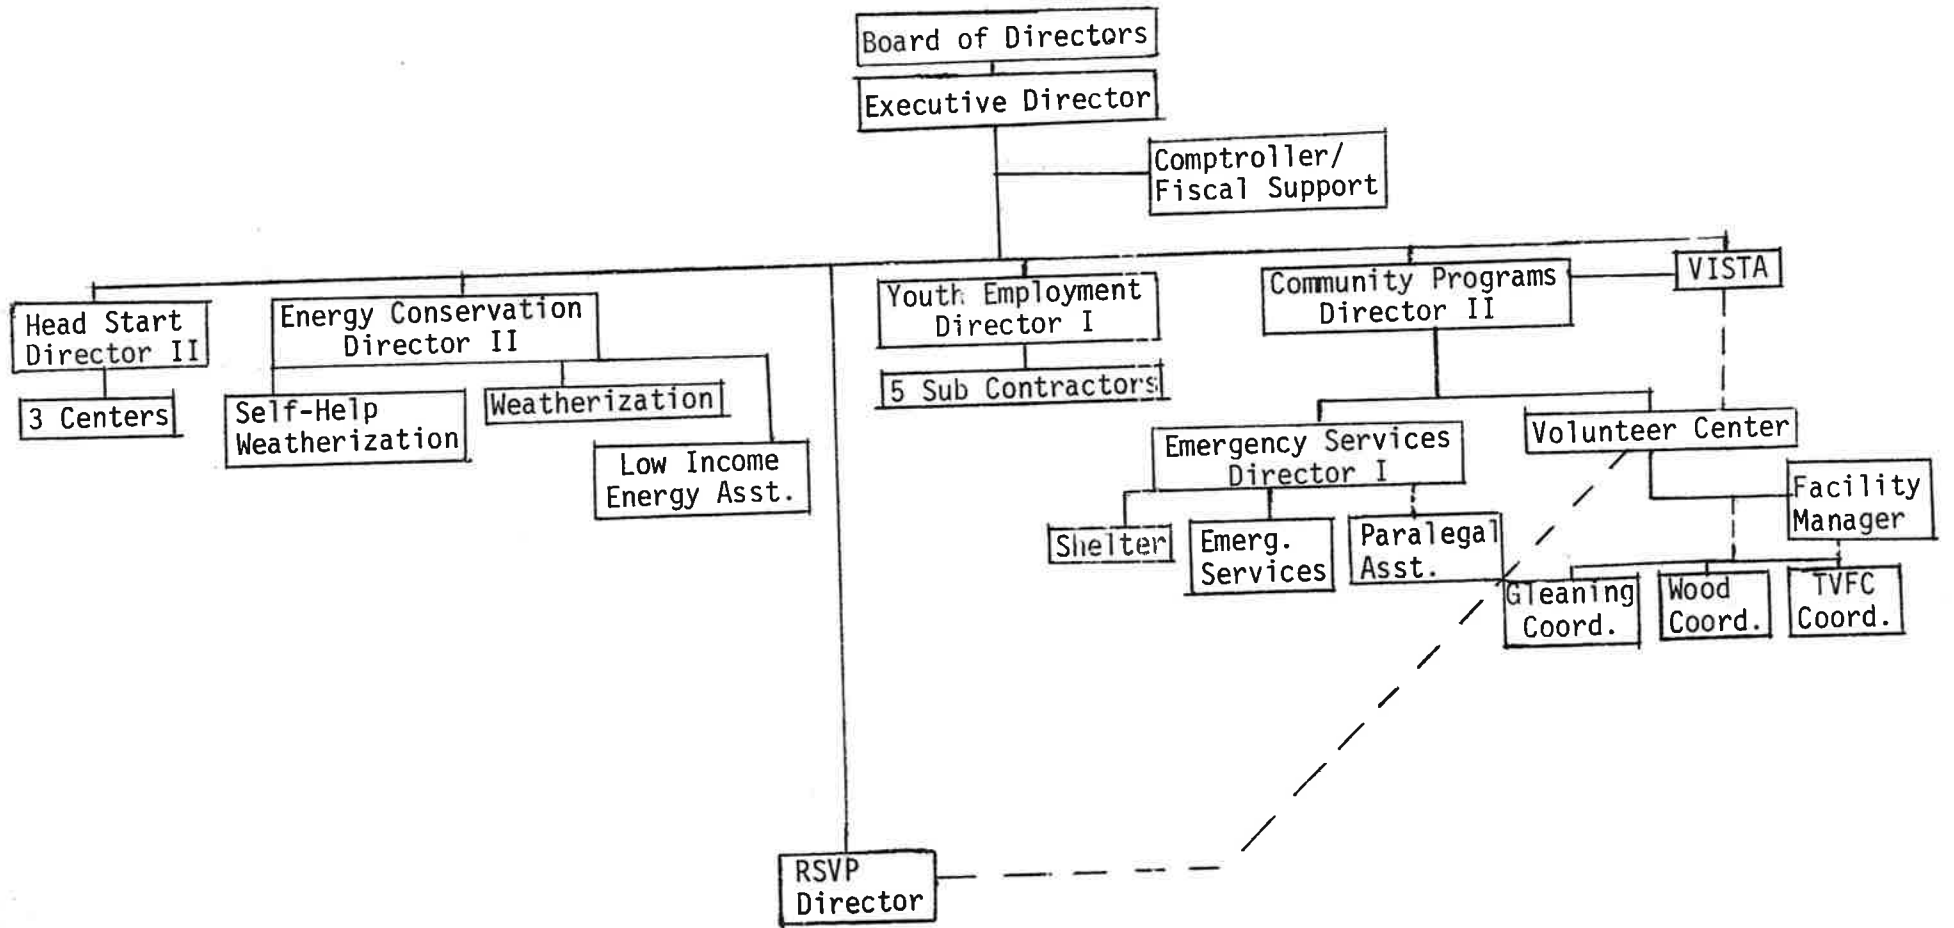 Board of Directors
Executive Director
Comptroller/
Fiscal Support
Head Start
Director II
Energy Conservation
Director II
Youth Employment
Director I
Community Programs
Director II
VISTA
3 Centers
Self-Help
Weatherization
Weatherization
Low Income
Energy Asst.
5 Sub Contractors
Emergency Services
Director I
Volunteer Center
Shelter
Emerg.
Services
Paralegal
Asst.
Facility
Manager
Gleaning
Coord.
Wood
Coord.
TVFC
Coord.
RSVP
Director